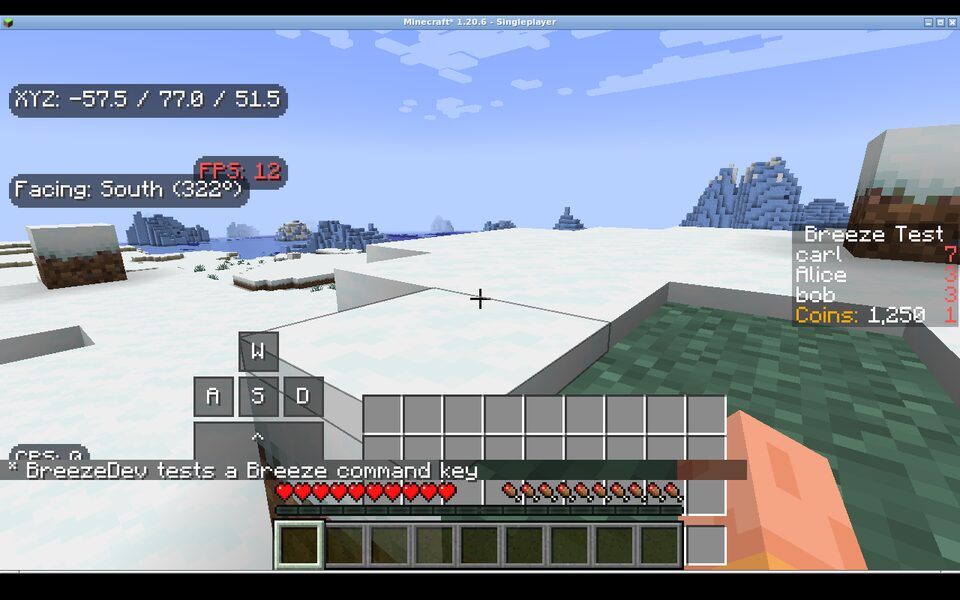 Minecraft* 1.20.6 - Singleplayer
XYZ: -57.5 / 77.0 / 51.5
FPS: 12
Facing: South (322°)
Breeze Test
carl 7
Alice 3
bob 3
Coins: 1,250 1
W
A S D
^
CPS: 0
* BreezeDev tests a Breeze command key